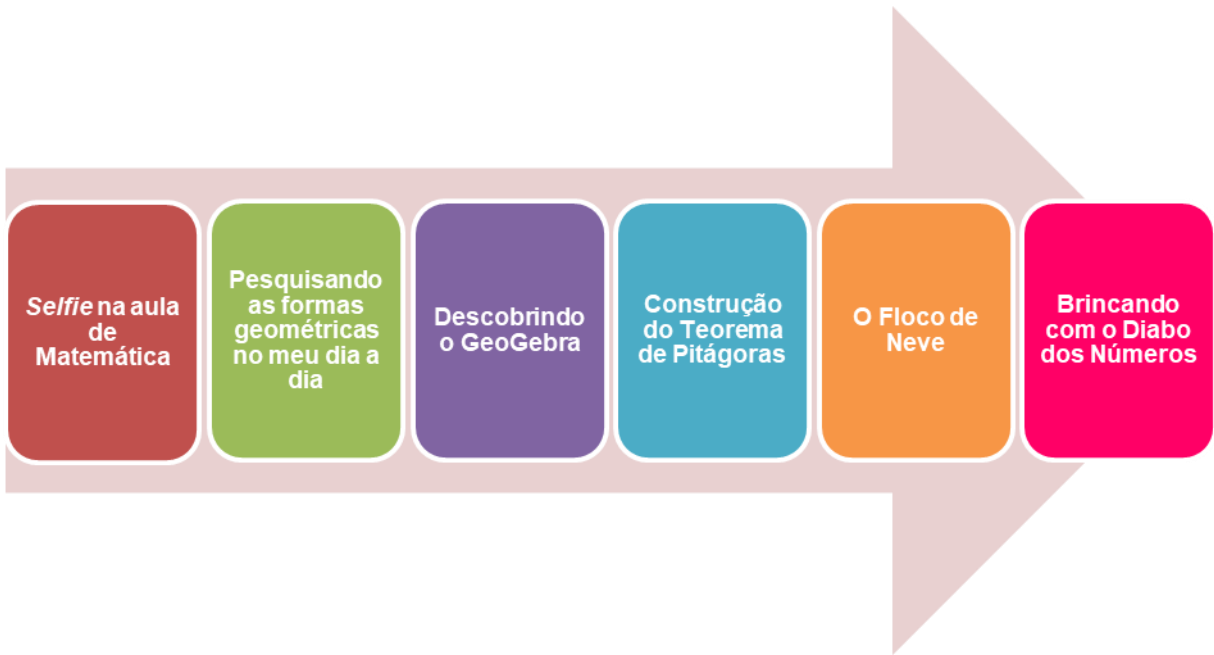 Selfie na aula
de
Matemática
Pesquisando
as formas
geométricas
no meu dia a
dia
Descobrindo
o GeoGebra
Construção
do Teorema
de Pitágoras
O Floco de
Neve
Brincando
com o Diabo
dos Números